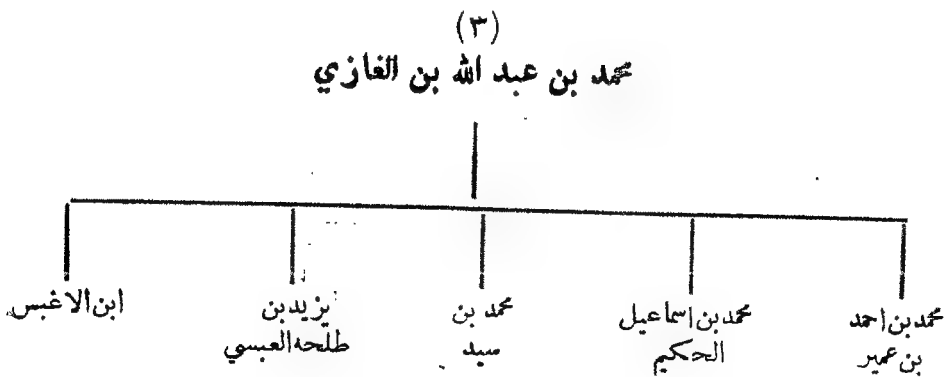 (٣)
محمد بن عبد الله بن الغازي
محمد بن احمد
بن عمير
محمد بن اسماعيل
الحكيم
محمد بن
سيد
يزيد بن
طلحه العبسي
ابن الاغبس